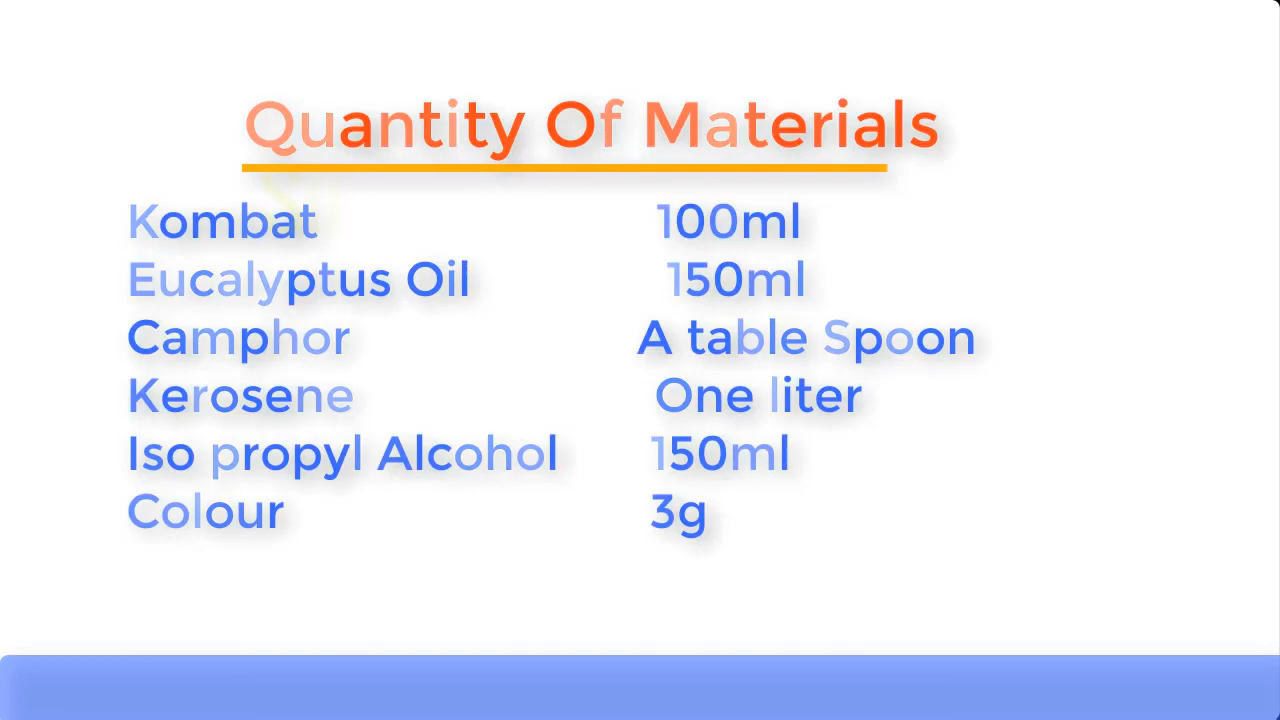 Quantity Of Materials
Kombat 100ml
Eucalyptus Oil 150ml
Camphor A table Spoon
Kerosene One liter
Iso propyl Alcohol 150ml
Colour 3g